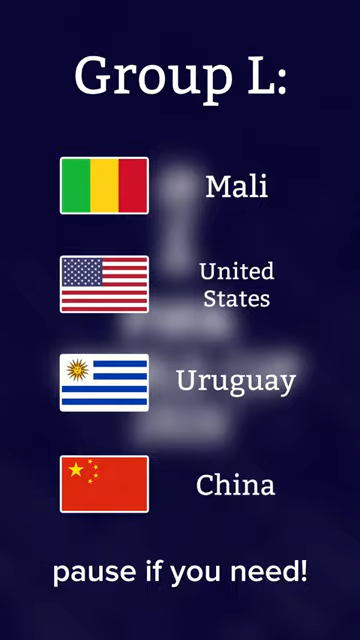 Group L:
Mali
United
States
Uruguay
China
pause if you need!